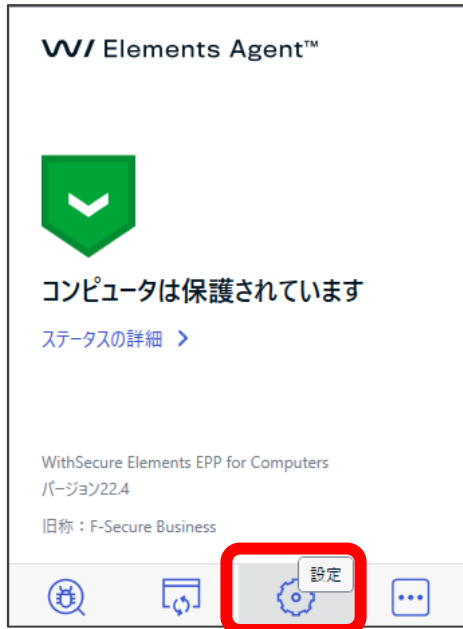 W/ Elements Agent™
コンピュータは保護されています
ステータスの詳細 >
WithSecure Elements EPP for Computers
バージョン22.4
旧称：F-Secure Business
設定